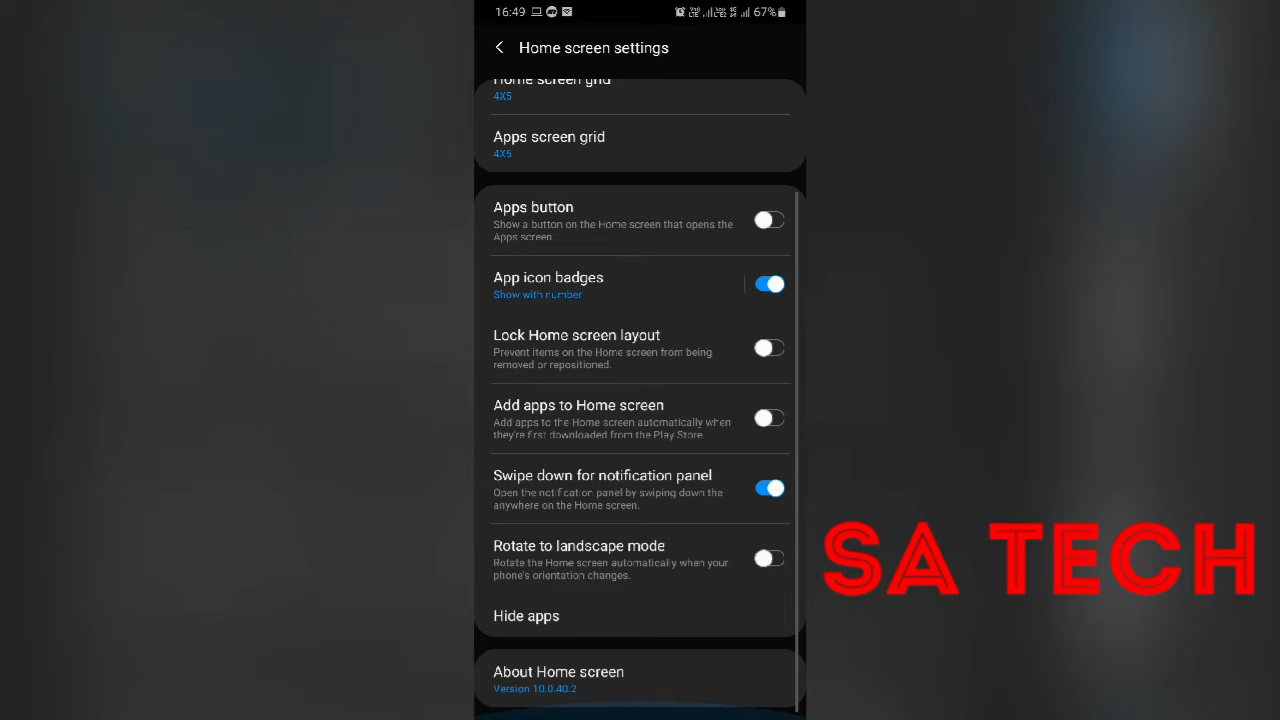 16:49
67%
Home screen settings
Home screen grid
4X5
Apps screen grid
4X5
Apps button
Show a button on the Home screen that opens the
Apps screen.
App icon badges
Show with number
Lock Home screen layout
Prevent items on the Home screen from being
removed or repositioned.
Add apps to Home screen
Add apps to the Home screen automatically when
they're first downloaded from the Play Store.
Swipe down for notification panel
Open the notification panel by swiping down the
anywhere on the Home screen.
Rotate to landscape mode
Rotate the Home screen automatically when your
phone's orientation changes.
Hide apps
About Home screen
Version 10.0.40.2
SA TECH